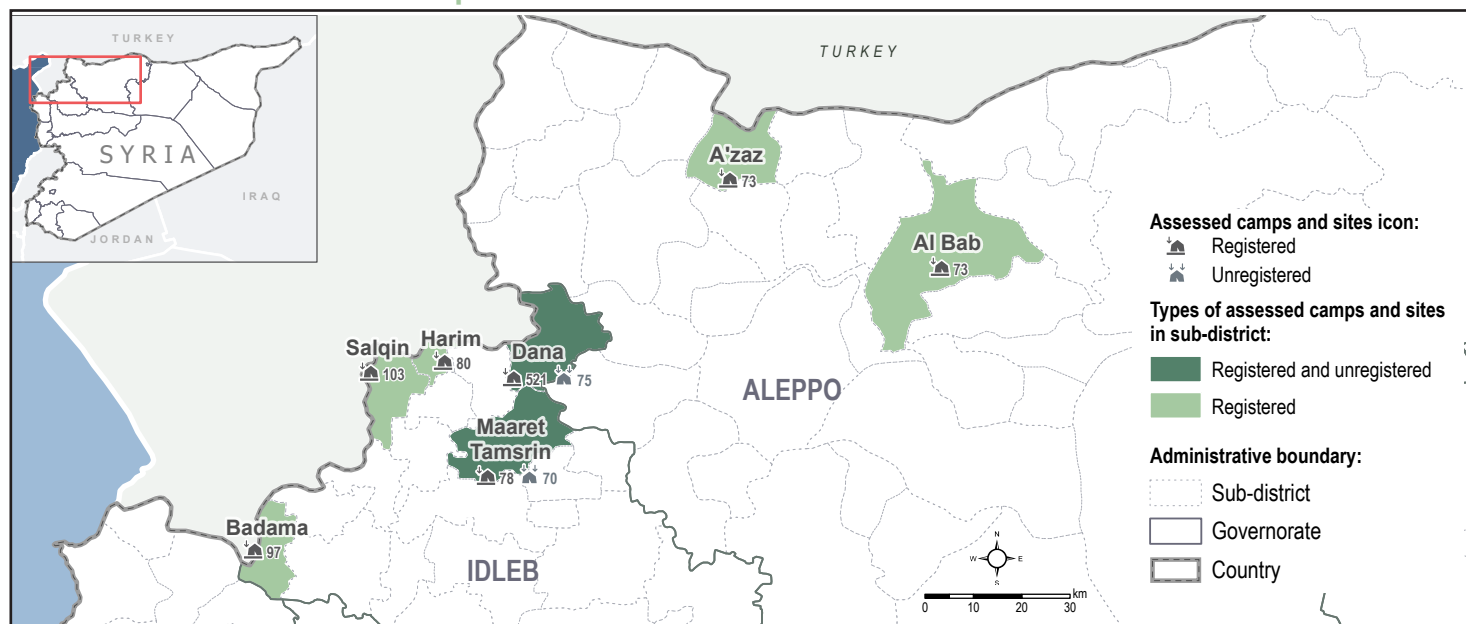 TURKEY
SYRIA
IRAQ
JORDAN
TURKEY
A'zaz
73
Al Bab
73
Salqin
103
Harim
80
Dana
521 75
ALEPPO
Maaret
Tamsrin
78 70
Badama
97
IDLEB
Assessed camps and sites icon:
Registered
Unregistered
Types of assessed camps and sites
in sub-district:
Registered and unregistered
Registered
Administrative boundary:
Sub-district
Governorate
Country
N
W E
S
km
0 10 20 30